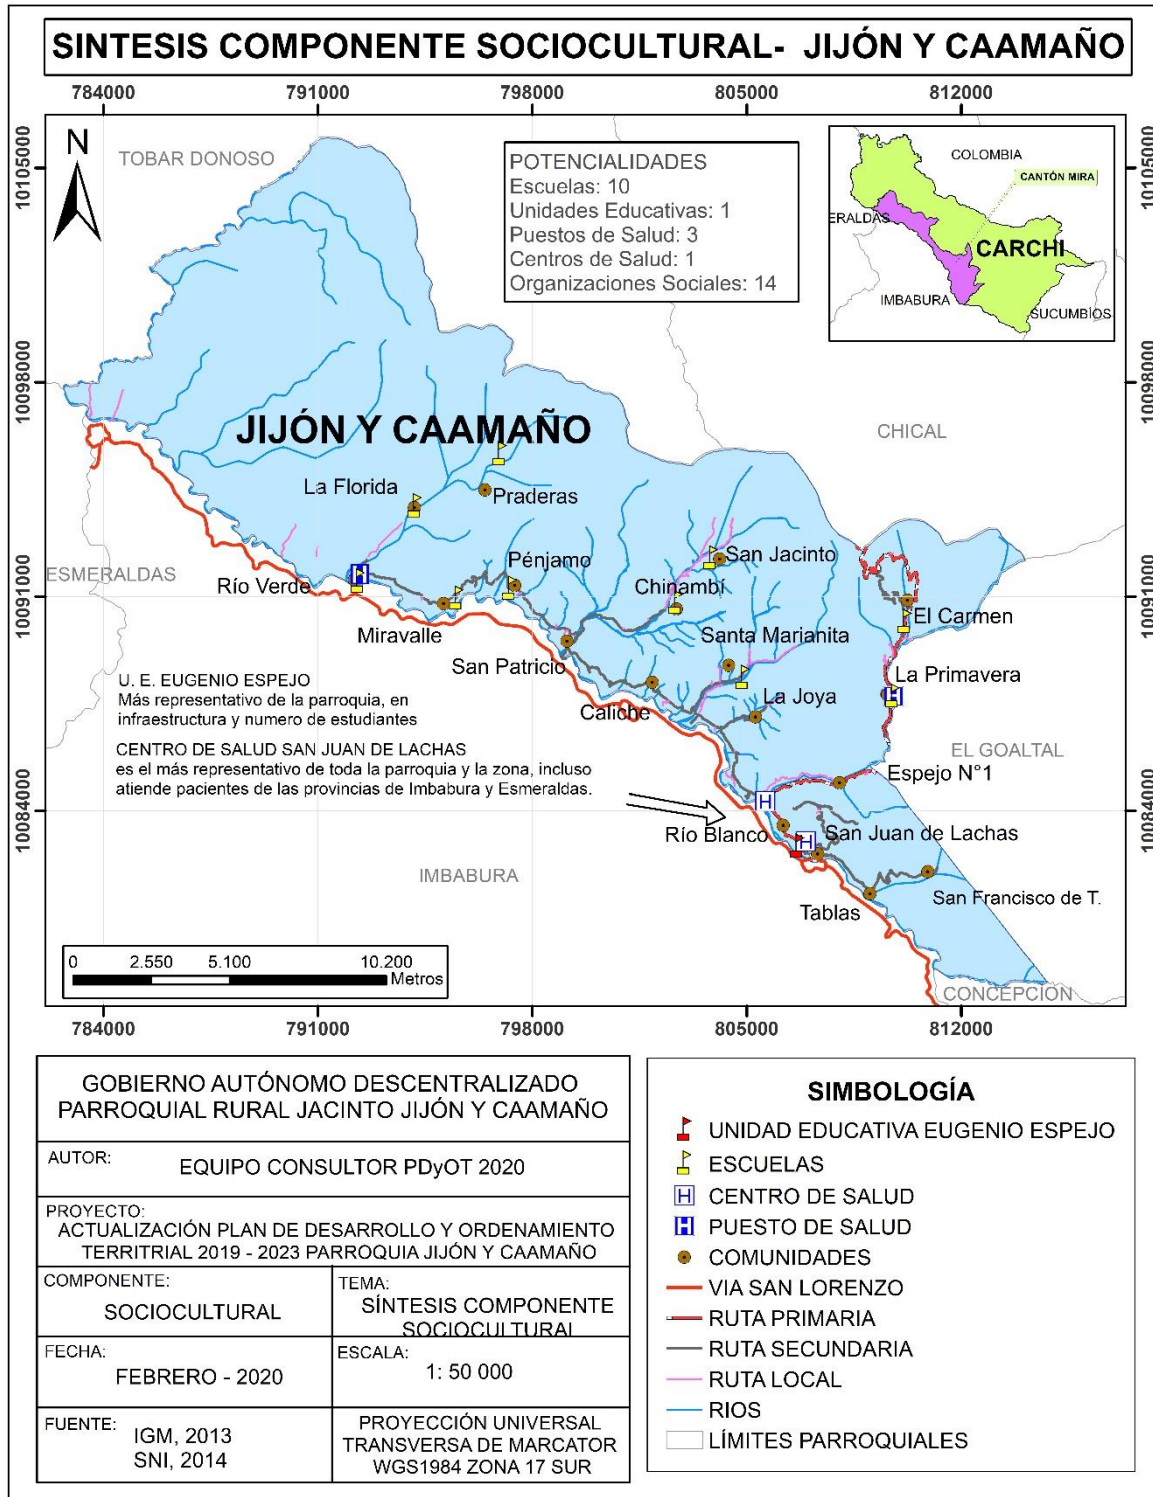 SINTESIS COMPONENTE SOCIOCULTURAL- JIJÓN Y CAAMAÑO
784000 791000 798000 805000 812000
10105000
10105000
N
TOBAR DONOSO
POTENCIALIDADES
Escuelas: 10
Unidades Educativas: 1
Puestos de Salud: 3
Centros de Salud: 1
Organizaciones Sociales: 14
COLOMBIA
CANTÓN MIRA
ERALDAS
CARCHI
IMBABURA
SUCUMBÍOS
10098000
10098000
JIJÓN Y CAAMAÑO
CHICAL
La Florida
Praderas
Pénjamo
San Jacinto
10091000
10091000
ESMERALDAS
Río Verde
Chinambí
El Carmen
Miravalle
Santa Marianita
San Patricio
La Primavera
U. E. EUGENIO ESPEJO
Más representativo de la parroquia, en
infraestructura y numero de estudiantes
La Joya
Caliche
CENTRO DE SALUD SAN JUAN DE LACHAS
es el más representativo de toda la parroquia y la zona, incluso
atiende pacientes de las provincias de Imbabura y Esmeraldas.
EL GOALTAL
Espejo N°1
10084000
10084000
Río Blanco
San Juan de Lachas
IMBABURA
San Francisco de T.
Tablas
0 2.550 5.100 10.200
Metros
CONCEPCIÓN
784000 791000 798000 805000 812000
GOBIERNO AUTÓNOMO DESCENTRALIZADO
PARROQUIAL RURAL JACINTO JIJÓN Y CAAMAÑO
AUTOR: EQUIPO CONSULTOR PDyOT 2020
PROYECTO:
ACTUALIZACIÓN PLAN DE DESARROLLO Y ORDENAMIENTO
TERRITRIAL 2019 - 2023 PARROQUIA JIJÓN Y CAAMAÑO
COMPONENTE:
SOCIOCULTURAL
TEMA:
SÍNTESIS COMPONENTE
SOCIOCULTURAL
FECHA:
FEBRERO - 2020
ESCALA:
1: 50 000
FUENTE: IGM, 2013
SNI, 2014
PROYECCIÓN UNIVERSAL
TRANSVERSA DE MARCATOR
WGS1984 ZONA 17 SUR
SIMBOLOGÍA
UNIDAD EDUCATIVA EUGENIO ESPEJO
ESCUELAS
H CENTRO DE SALUD
H PUESTO DE SALUD
COMUNIDADES
VIA SAN LORENZO
RUTA PRIMARIA
RUTA SECUNDARIA
RUTA LOCAL
RIOS
LÍMITES PARROQUIALES